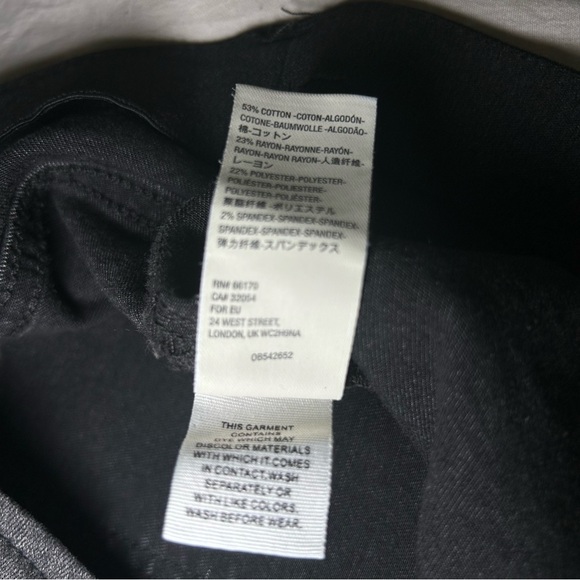 53% COTTON -COTON-ALGODÓN-
COTONE-BAUMWOLLE -ALGODÃO-
棉-コットン
23% RAYON-RAYONNE-RAYÓN-
RAYON-RAYON RAYON-人造纤维-
レーヨン
22% POLYESTER-POLYESTER-
POLIÉSTER-POLIESTERE-
POLYESTER-POLIÉSTER-
聚酯纤维 -ポリエステル
2% SPANDEX-SPANDEX-SPANDEX-
SPANDEX-SPANDEX-SPANDEX-
弹力纤维-スパンデックス
RN# 66170
CA# 32054
FOR EU
24 WEST STREET,
LONDON, UK WC2H9NA
OB542652
THIS GARMENT
CONTAINS
DYE WHICH MAY
DISCOLOR MATERIALS
WITH WHICH IT COMES
IN CONTACT, WASH
SEPARATELY OR
WITH LIKE COLORS,
WASH BEFORE WEAR.